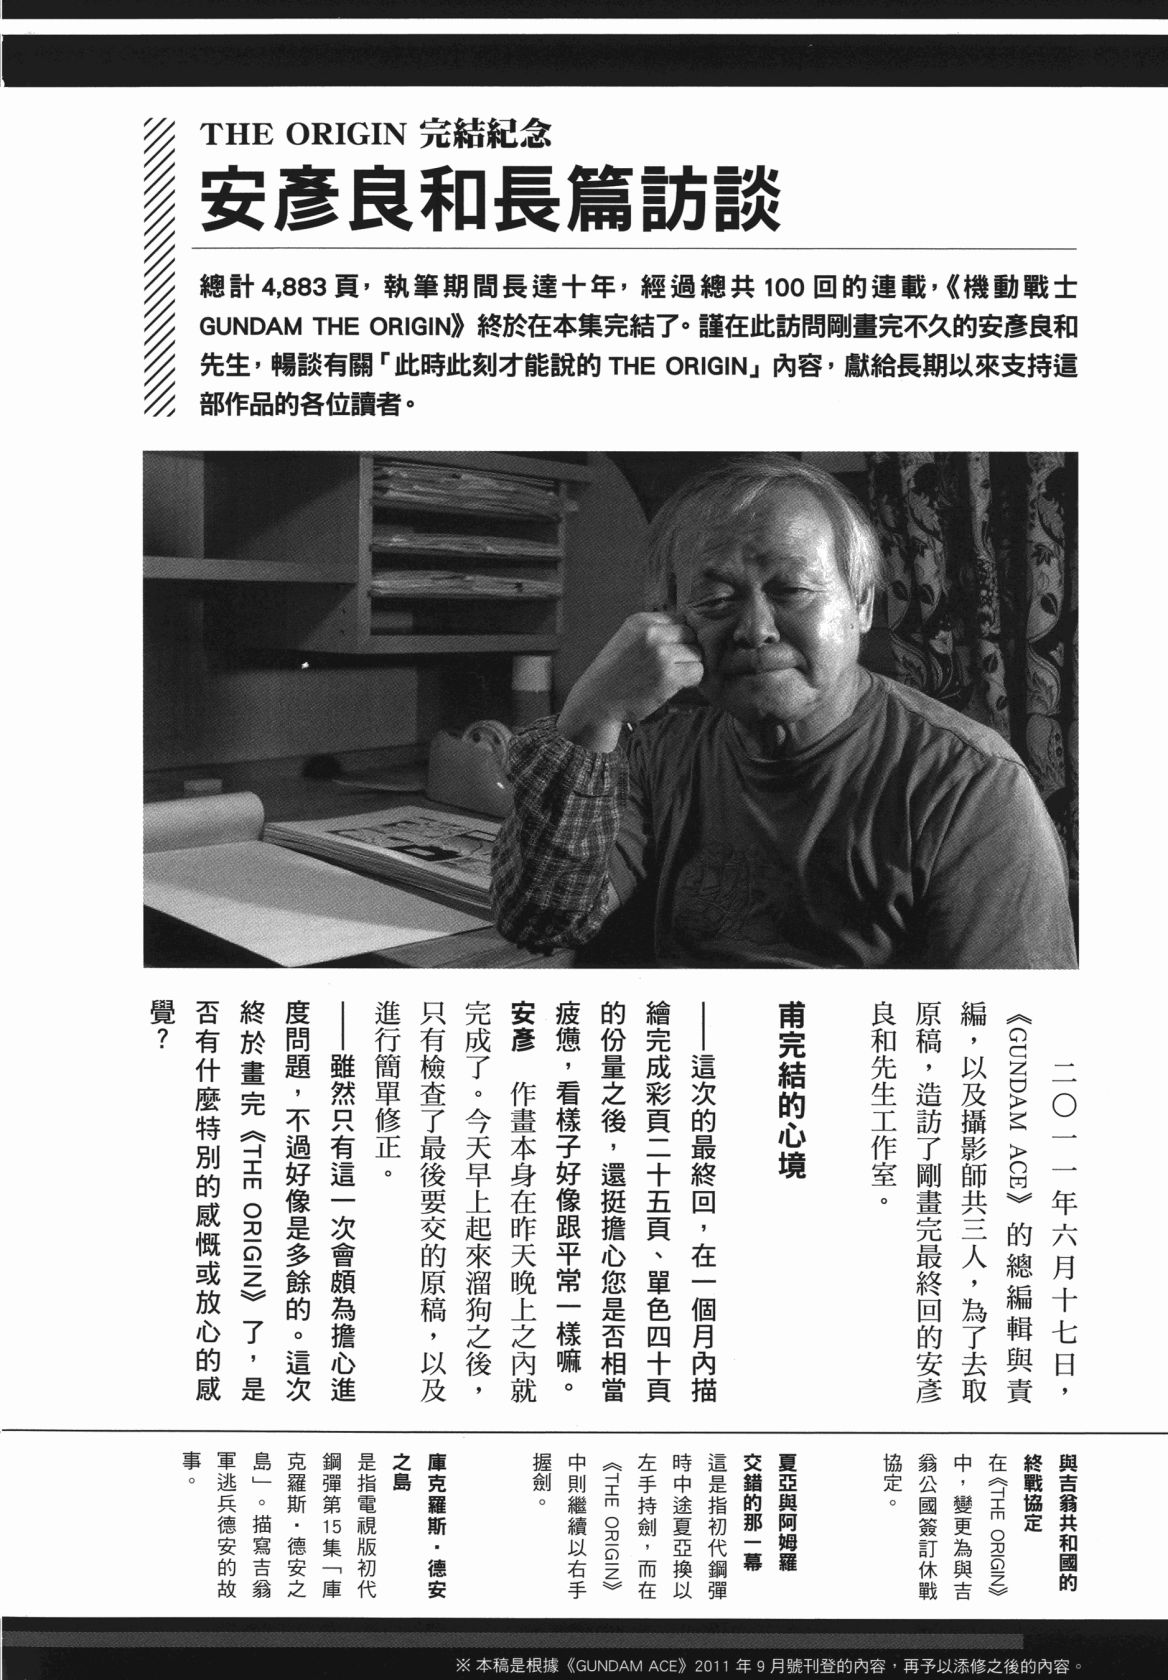 THE ORIGIN 完結紀念
安彥良和長篇訪談
總計 4,883 頁，執筆期間長達十年，經過總共 100 回的連載，《機動戰士
GUNDAM THE ORIGIN》終於在本集完結了。謹在此訪問剛畫完不久的安彥良和
先生，暢談有關「此時此刻才能說的 THE ORIGIN」內容，獻給長期以來支持這
部作品的各位讀者。
二〇一一年六月十七日，
《GUNDAM ACE》的總編輯與責
編，以及攝影師共三人，為了去取
原稿，造訪了剛畫完最終回的安彥
良和先生工作室。
甫完結的心境
——這次的最終回，在一個月內描
繪完成彩頁二十五頁、單色四十頁
的份量之後，還挺擔心您是否相當
疲憊，看樣子好像跟平常一樣嘛。
安彥　作畫本身在昨天晚上之內就
完成了。今天早上起來溜狗之後，
只有檢查了最後要交的原稿，以及
進行簡單修正。
——雖然只有這一次會頗為擔心進
度問題，不過好像是多餘的。這次
終於畫完《THE ORIGIN》了，是
否有什麼特別的感慨或放心的感
覺？
與吉翁共和國的
終戰協定
在《THE ORIGIN》
中，變更為與吉
翁公國簽訂休戰
協定。
夏亞與阿姆羅
交錯的那一幕
這是指初代鋼彈
時中途夏亞換以
左手持劍，而在
《THE ORIGIN》
中則繼續以右手
握劍。
庫克羅斯・德安
之島
是指電視版初代
鋼彈第15集「庫
克羅斯・德安之
島」。描寫吉翁
軍逃兵德安的故
事。
※ 本稿是根據《GUNDAM ACE》2011 年 9 月號刊登的內容，再予以添修之後的內容。